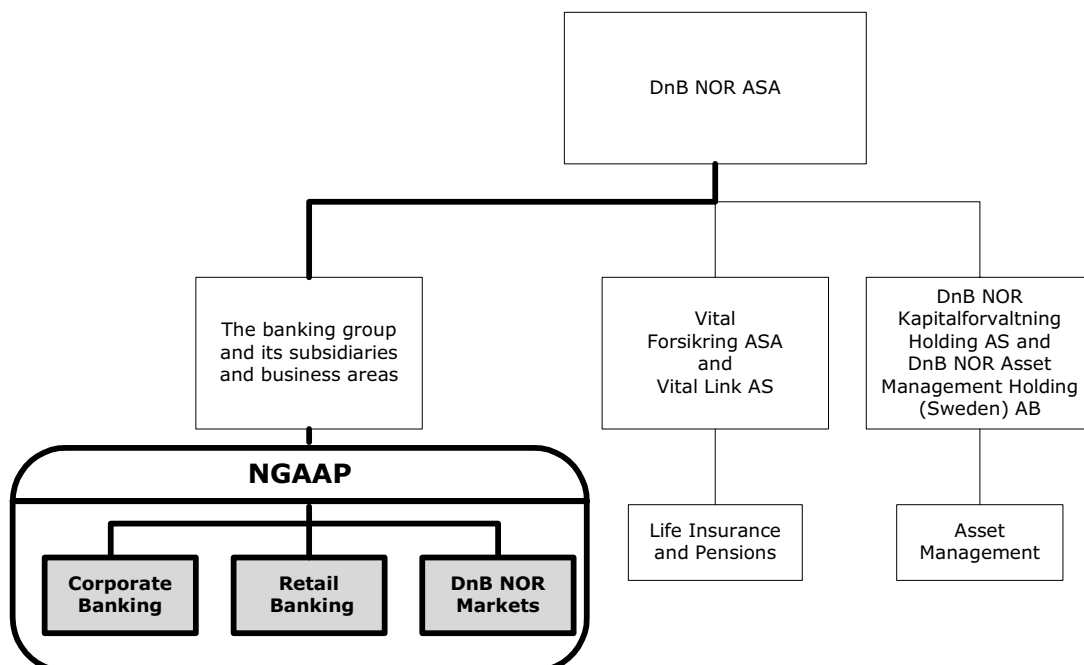 DnB NOR ASA
The banking group
and its subsidiaries
and business areas
Vital
Forsikring ASA
and
Vital Link AS
DnB NOR
Kapitalforvaltning
Holding AS and
DnB NOR Asset
Management Holding
(Sweden) AB
NGAAP
Corporate
Banking
Retail
Banking
DnB NOR
Markets
Life Insurance
and Pensions
Asset
Management